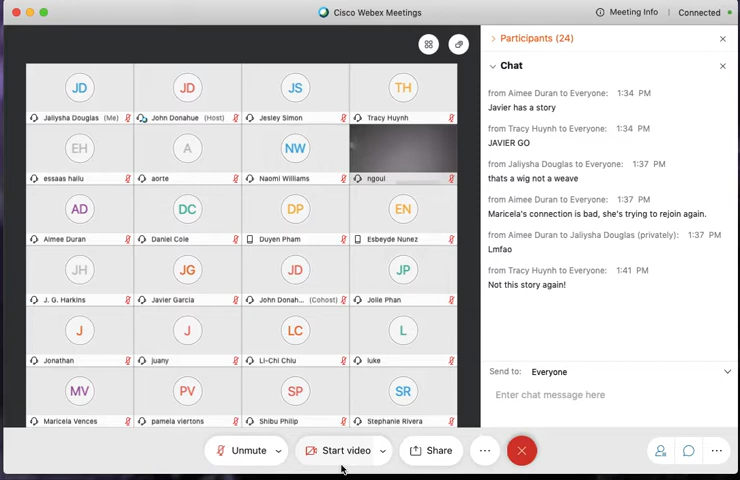 Cisco Webex Meetings
Meeting Info
Connected
JD
JD
JS
TH
Jaliysha Douglas (Me)
John Donahue (Host)
Jesley Simon
Tracy Huynh
EH
A
NW
essaas hailu
aorte
Naomi Williams
ngoul
AD
DC
DP
EN
Aimee Duran
Daniel Cole
Duyen Pham
Esbeyde Nunez
JH
JG
JD
JP
J. G. Harkins
Javier Garcia
John Donah... (Cohost)
Jolie Phan
J
J
LC
L
Jonathan
juany
Li-Chi Chiu
luke
MV
PV
SP
SR
Maricela Vences
pamela viertons
Shibu Philip
Stephanie Rivera
Participants (24)
Chat
from Aimee Duran to Everyone: 1:34 PM
Javier has a story
from Tracy Huynh to Everyone: 1:34 PM
JAVIER GO
from Jaliysha Douglas to Everyone: 1:37 PM
thats a wig not a weave
from Aimee Duran to Everyone: 1:37 PM
Maricela's connection is bad, she's trying to rejoin again.
from Aimee Duran to Jaliysha Douglas (privately): 1:37 PM
Lmfao
from Tracy Huynh to Everyone: 1:41 PM
Not this story again!
Send to: Everyone
Enter chat message here
Unmute
Start video
Share